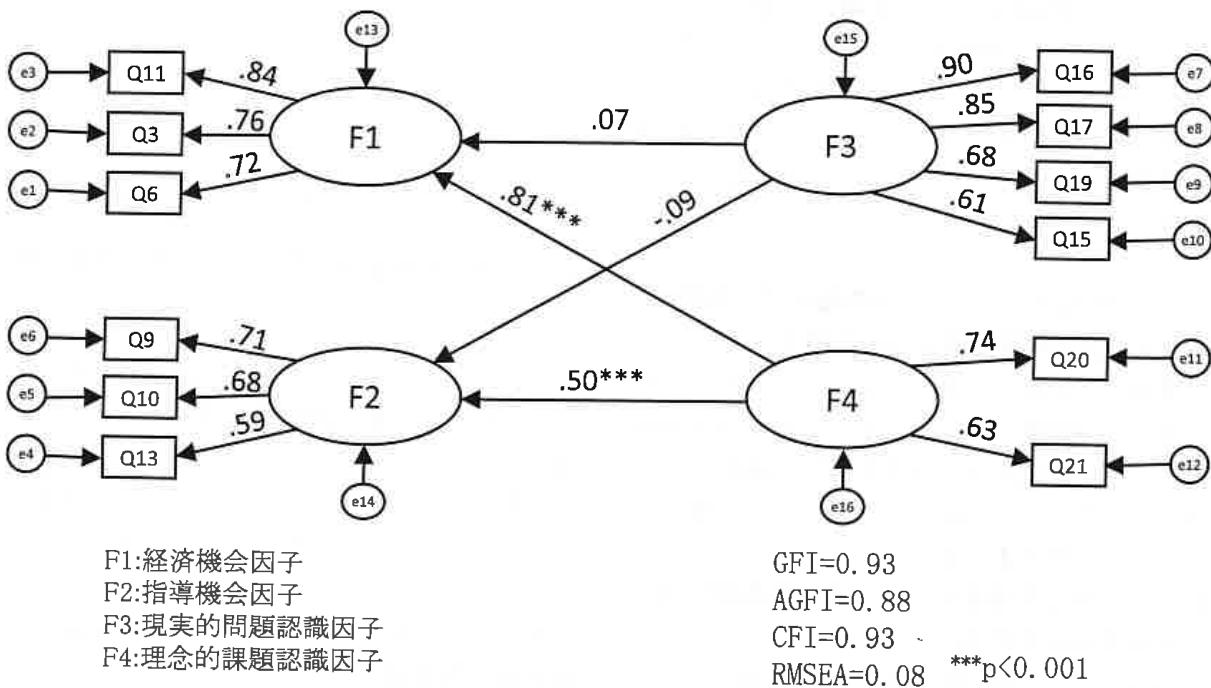 e13
e15
e3
Q11
.84
.90
Q16
e7
e2
Q3
.76
F1
.07
F3
.85
Q17
e8
e1
Q6
.72
.68
Q19
e9
.81***
-.09
.61
Q15
e10
e6
Q9
.71
.74
Q20
e11
e5
Q10
.68
F2
.50***
F4
e4
Q13
.59
.63
Q21
e12
e14
e16
F1:経済機会因子
F2:指導機会因子
F3:現実的問題認識因子
F4:理念的課題認識因子
GFI=0.93
AGFI=0.88
CFI=0.93
RMSEA=0.08 ***p<0.001